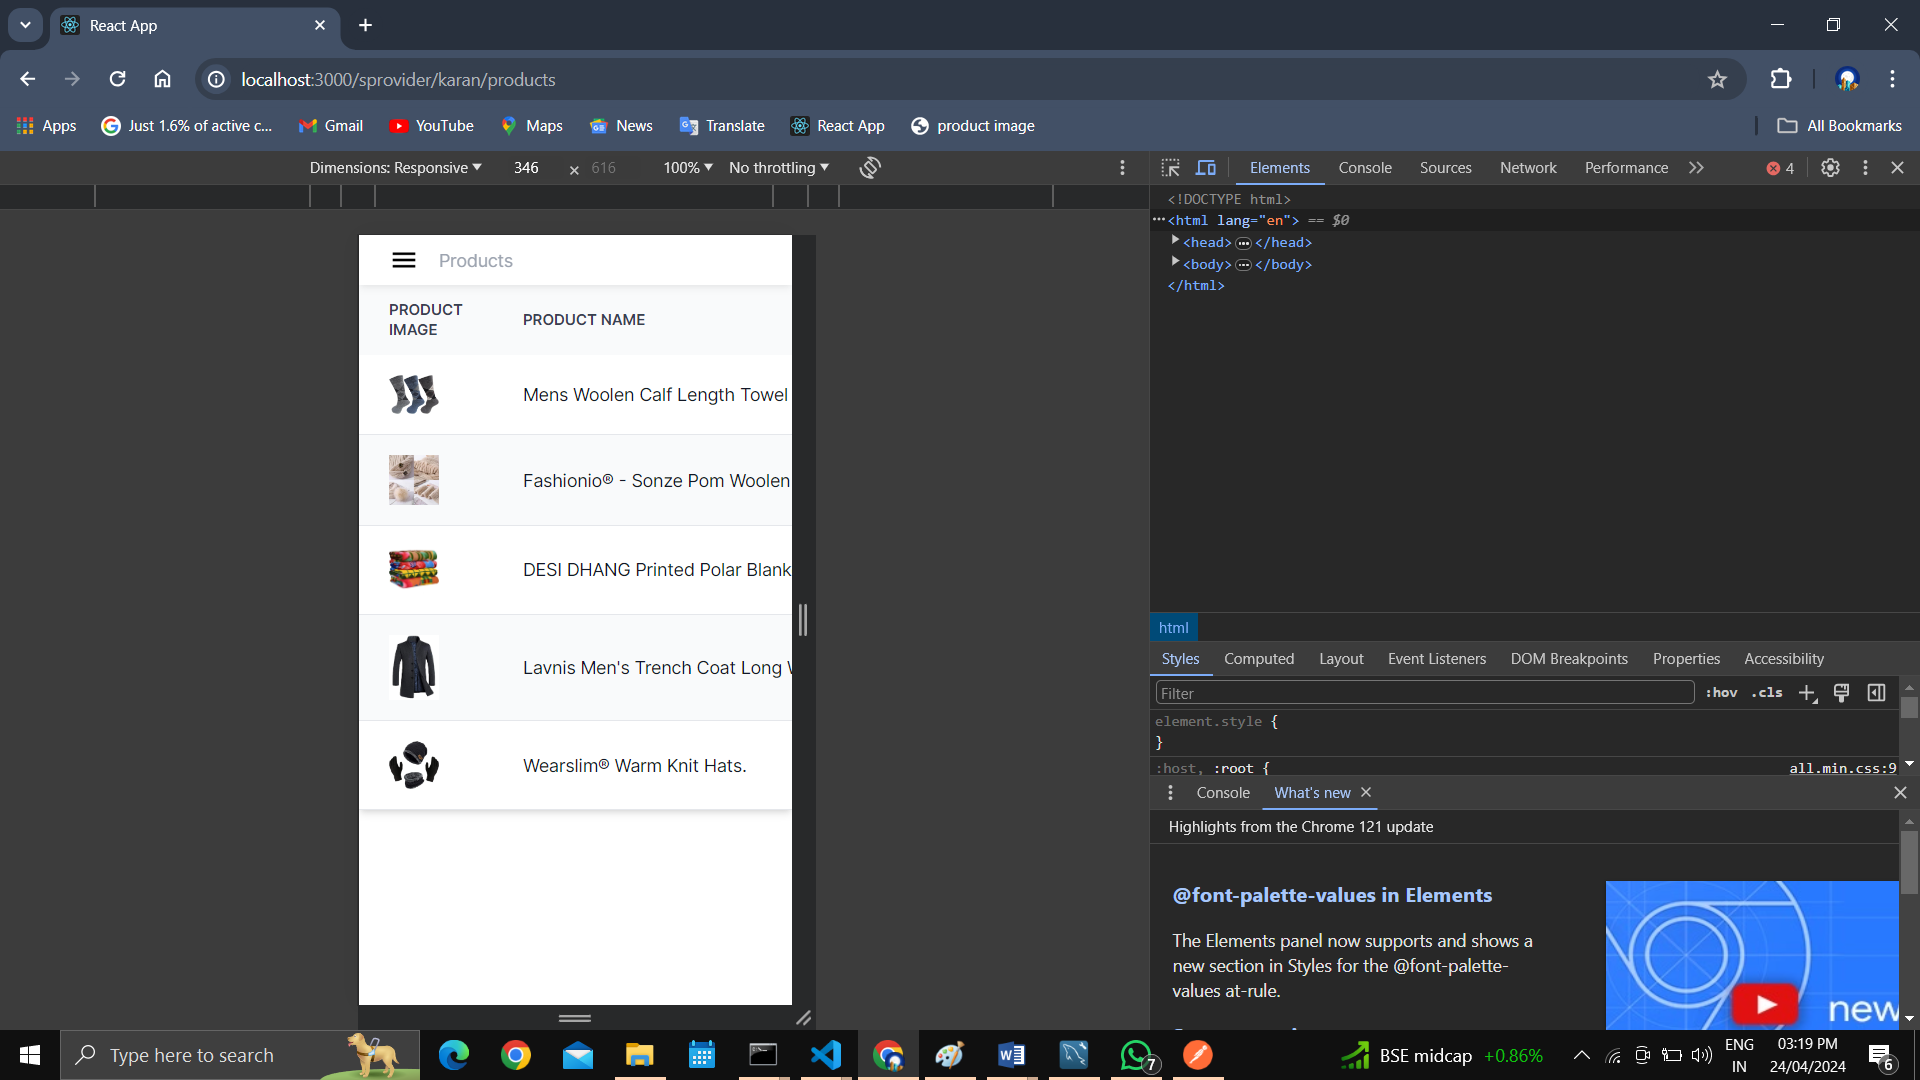 React App
localhost:3000/sprovider/karan/products
Apps
Just 1.6% of active c...
Gmail
YouTube
Maps
News
Translate
React App
product image
All Bookmarks
Dimensions: Responsive
346
×
616
100%
No throttling
Elements
Console
Sources
Network
Performance
4
<!DOCTYPE html>
<html lang="en"> == $0
<head> ••• </head>
<body> ••• </body>
</html>
Products
PRODUCT
IMAGE
PRODUCT NAME
Mens Woolen Calf Length Towel
Fashionio® - Sonze Pom Woolen
DESI DHANG Printed Polar Blank
Lavnis Men's Trench Coat Long
Wearslim® Warm Knit Hats.
html
Styles
Computed
Layout
Event Listeners
DOM Breakpoints
Properties
Accessibility
Filter
:hov
.cls
element.style {
}
:host, :root {
all.min.css:9
Console
What's new
Highlights from the Chrome 121 update
@font-palette-values in Elements
The Elements panel now supports and shows a
new section in Styles for the @font-palette-
values at-rule.
new
Type here to search
7
BSE midcap +0.86%
ENG
IN
03:19 PM
24/04/2024
6